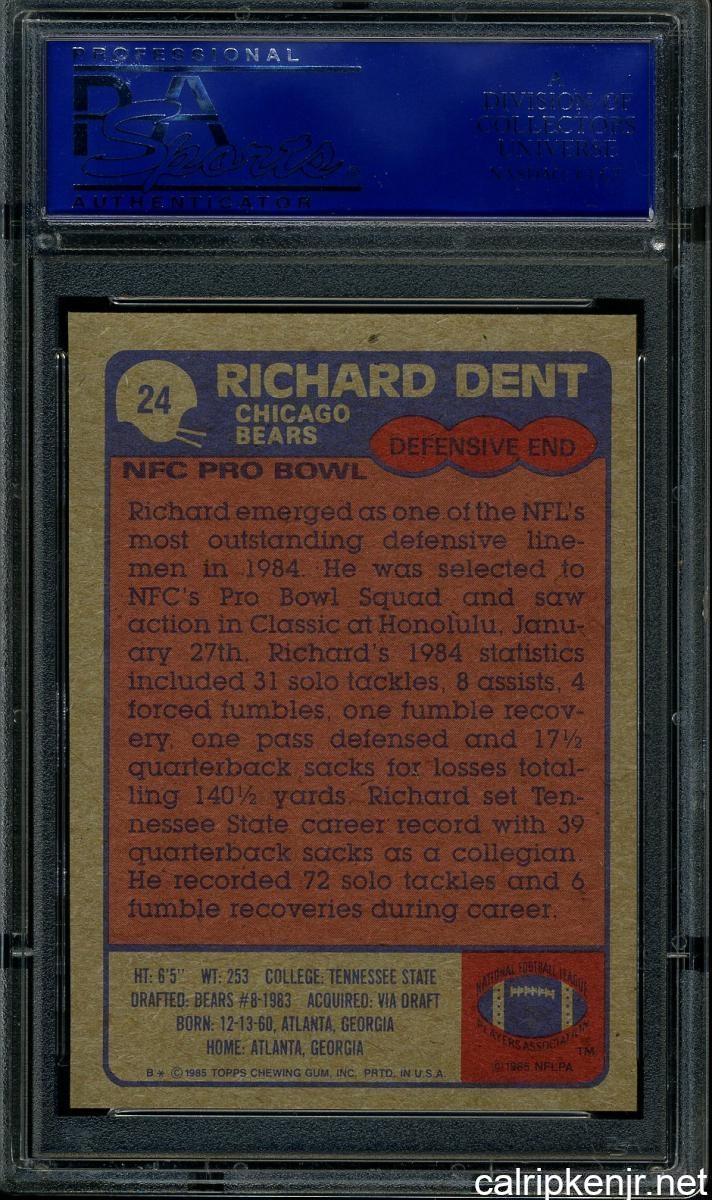 PROFESSIONAL
PSA
Sports
AUTHENTICATOR
A
DIVISION OF
COLLECTORS
UNIVERSE
24
RICHARD DENT
CHICAGO
BEARS
DEFENSIVE END
NFC PRO BOWL
Richard emerged as one of the NFL's
most outstanding defensive line-
men in 1984. He was selected to
NFC's Pro Bowl Squad and saw
action in Classic at Honolulu, Janu-
ary 27th. Richard's 1984 statistics
included 31 solo tackles, 8 assists, 4
forced fumbles, one fumble recov-
ery, one pass defensed and 17½
quarterback sacks for losses total-
ling 140½ yards. Richard set Ten-
nessee State career record with 39
quarterback sacks as a collegian.
He recorded 72 solo tackles and 6
fumble recoveries during career.
HT: 6'5" WT: 253 COLLEGE: TENNESSEE STATE
DRAFTED: BEARS #8-1983 ACQUIRED: VIA DRAFT
BORN: 12-13-60, ATLANTA, GEORGIA
HOME: ATLANTA, GEORGIA
B* © 1985 TOPPS CHEWING GUM, INC. PRTD. IN U.S.A.
NATIONAL FOOTBALL LEAGUE
PLAYERS ASSOCIATION
TM
© 1985 NFLPA
calripkenjr.net